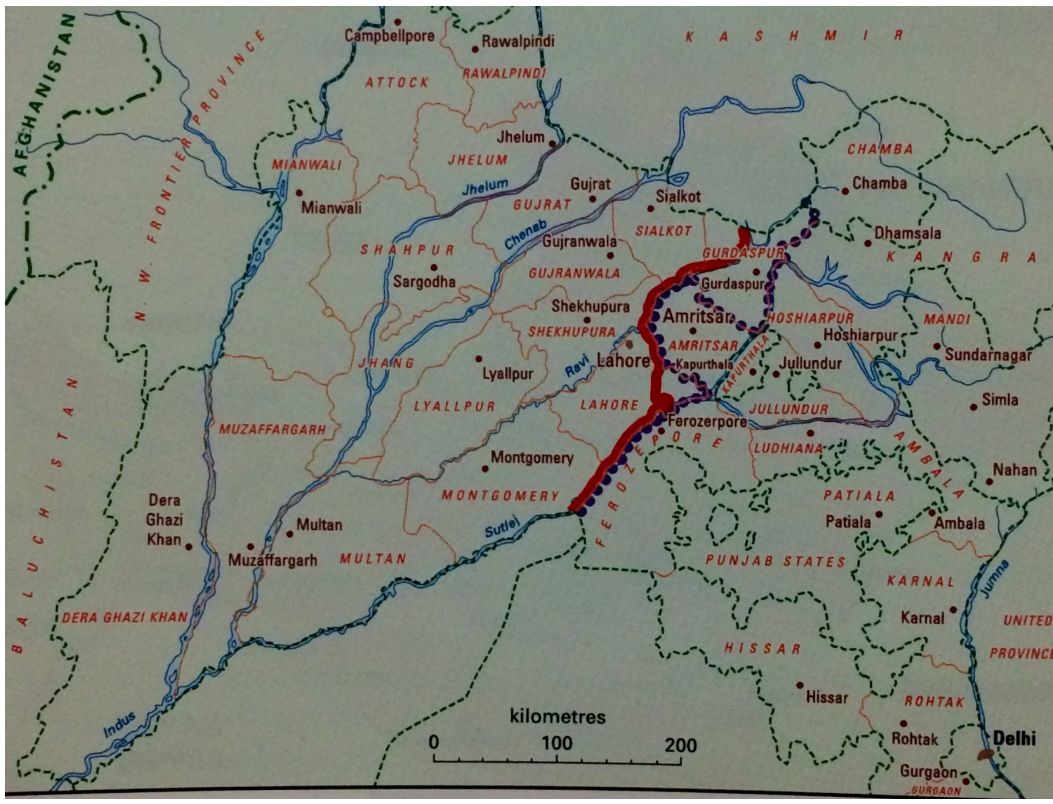 AFGHANISTAN
N. W. FRONTIER PROVINCE
BALUCHISTAN
KASHMIR
Campbellpore
Rawalpindi
ATTOCK
RAWALPINDI
Jhelum
JHELUM
MIANWALI
Mianwali
Jhelum
Gujrat
GUJRAT
Chenab
Sialkot
SIALKOT
CHAMBA
Chamba
Dhamsala
KANGRA
SHAHPUR
Sargodha
Gujranwala
GUJRANWALA
GURDASPUR
Gurdaspur
Shekhupura
SHEKHUPURA
Amritsar
AMRITSAR
HOSHIARPUR
Hoshiarpur
MANDI
Sundarnagar
JHANG
Lyallpur
LYALLPUR
Ravi
Lahore
LAHORE
Kapurthala
KAPURTHALA
Jullundur
JULLUNDUR
Simla
MUZAFFARGARH
Ferozerpore
FEROZEPORE
LUDHIANA
AMBALA
Nahan
Montgomery
MONTGOMERY
Dera
Ghazi
Khan
Multan
MULTAN
Muzaffargarh
Sutlej
PATIALA
Patiala
Ambala
PUNJAB STATES
KARNAL
Karnal
Jumna
UNITED
PROVINCE
DERA GHAZI KHAN
HISSAR
Hissar
ROHTAK
Rohtak
Delhi
Gurgaon
GURGAON
Indus
kilometres
0 100 200